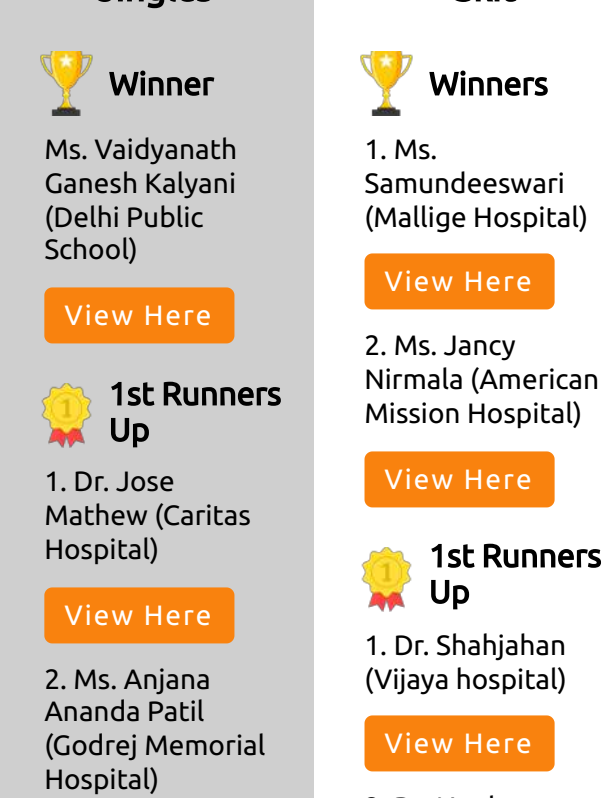 Singles
Winner
Ms. Vaidyanath
Ganesh Kalyani
(Delhi Public
School)
View Here
1st Runners
Up
1. Dr. Jose
Mathew (Caritas
Hospital)
View Here
2. Ms. Anjana
Ananda Patil
(Godrej Memorial
Hospital)
Winners
1. Ms.
Samundeeswari
(Mallige Hospital)
View Here
2. Ms. Jancy
Nirmala (American
Mission Hospital)
View Here
1st Runners
Up
1. Dr. Shahjahan
(Vijaya hospital)
View Here